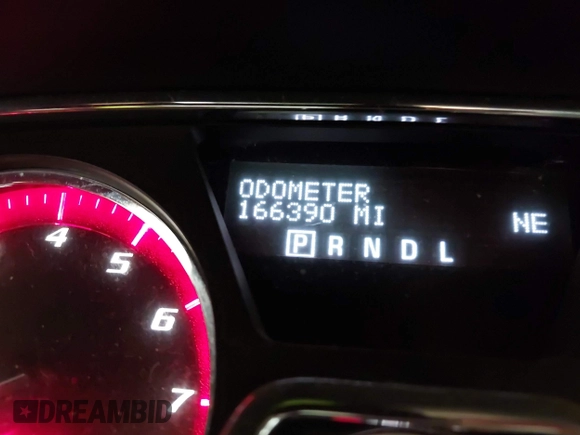 ODOMETER
166390 MI
NE
P R N D L
4
5
6
7
DREAMBID